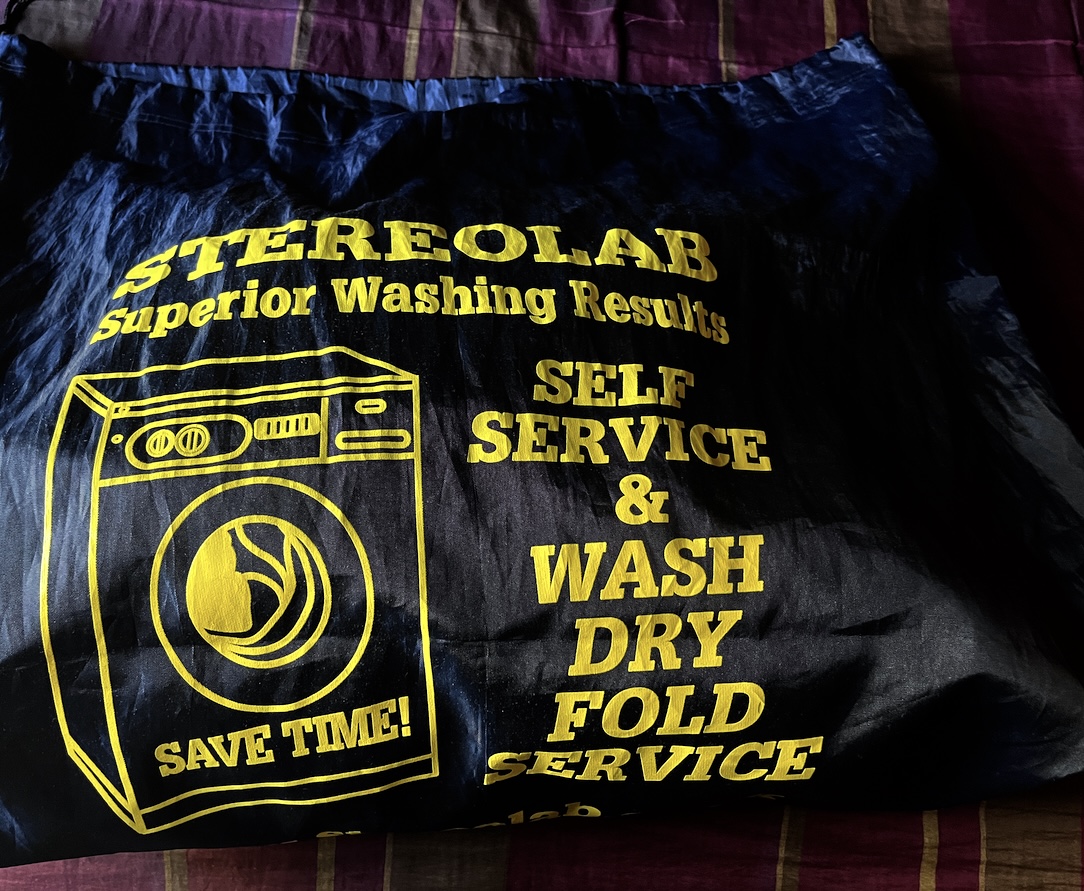 STEREOLAB
Superior Washing Results
SELF
SERVICE
&
WASH
DRY
FOLD
SERVICE
SAVE TIME!